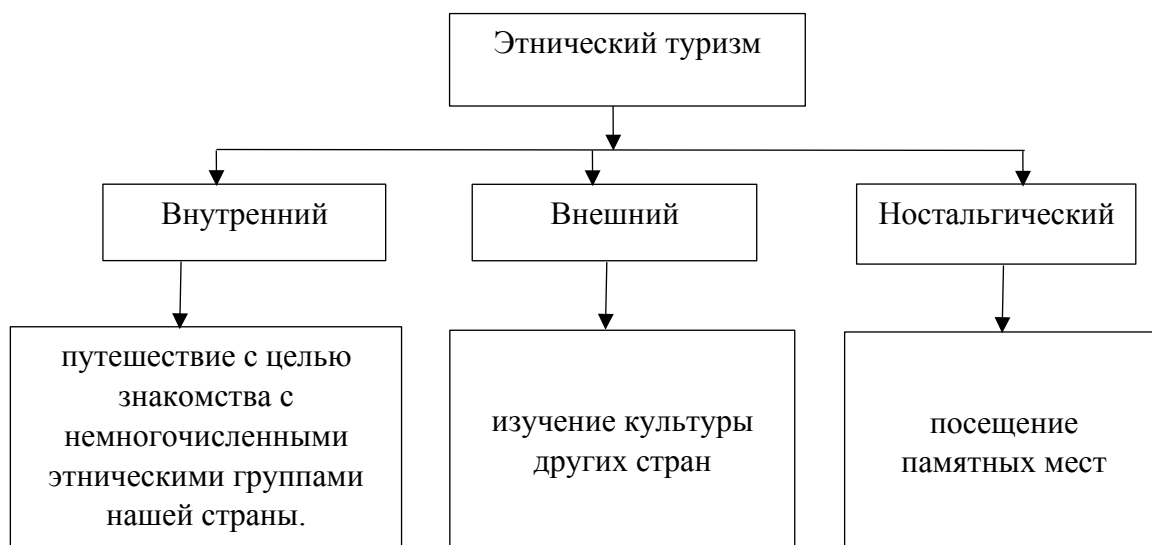 Этнический туризм
Внутренний
Внешний
Ностальгический
путешествие с целью
знакомства с
немногочисленными
этническими группами
нашей страны.
изучение культуры
других стран
посещение
памятных мест